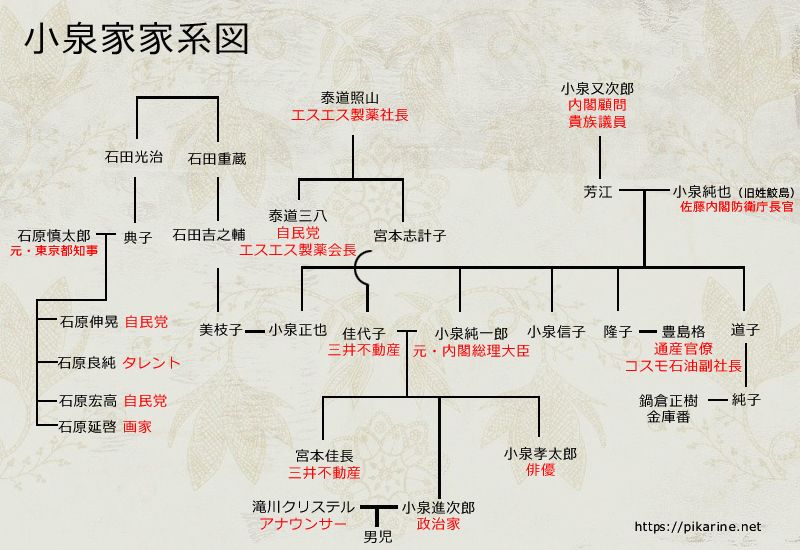 小泉家家系図
泰道照山
エスエス製薬社長
小泉又次郎
内閣顧問
貴族議員
石田光治
石田重蔵
芳江
小泉純也（旧姓鮫島）
佐藤内閣防衛庁長官
泰道三八
自民党
エスエス製薬会長
宮本志計子
石原慎太郎
元・東京都知事
典子
石田吉之輔
石原伸晃 自民党
石原良純 タレント
石原宏高 自民党
石原延啓 画家
美枝子
小泉正也
佳代子
三井不動産
小泉純一郎
元・内閣総理大臣
小泉信子
隆子
豊島格
通産官僚
コスモ石油副社長
道子
鍋倉正樹
金庫番
純子
宮本佳長
三井不動産
小泉孝太郎
俳優
滝川クリステル
アナウンサー
小泉進次郎
政治家
男児
https://pikarine.net